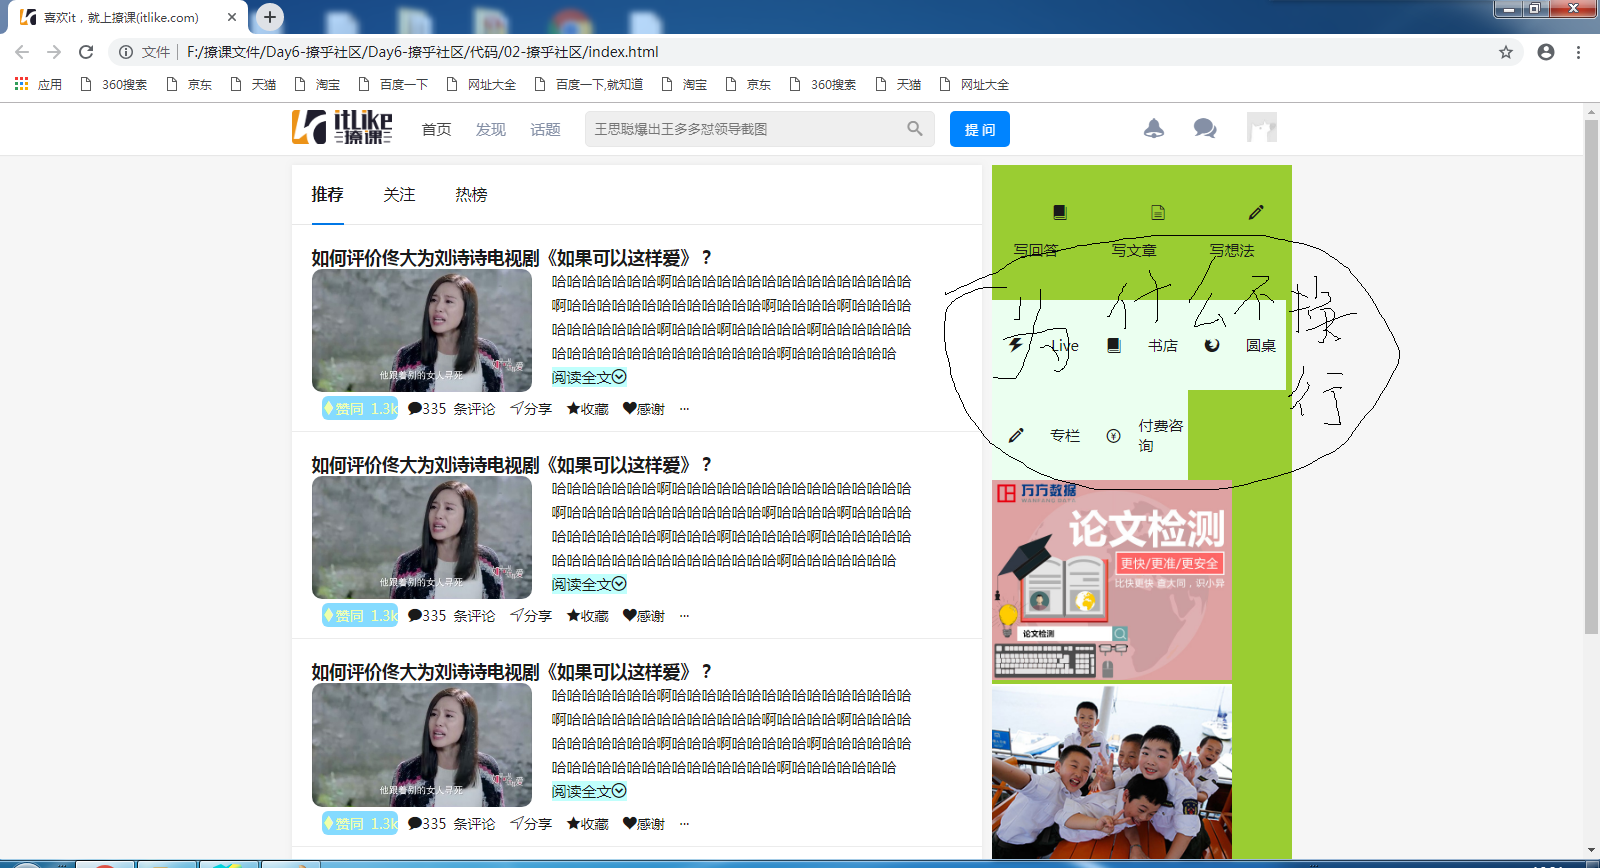 喜欢it，就上撩课(itlike.com)
文件 F:/撩课文件/Day6-撩乎社区/Day6-撩乎社区/代码/02-撩乎社区/index.html
应用 360搜索 京东 天猫 淘宝 百度一下 网址大全 百度一下,就知道 淘宝 京东 360搜索 天猫 网址大全
itLike 撩课 首页 发现 话题 王思聪爆出王多多怼领导截图 提 问
推荐 关注 热榜
如何评价佟大为刘诗诗电视剧《如果可以这样爱》？
哈哈哈哈哈哈哈啊哈哈哈哈哈哈哈哈哈哈哈哈哈哈哈哈
啊哈哈哈哈哈哈哈哈哈哈哈哈哈啊哈哈哈哈啊哈哈哈哈
哈哈哈哈哈哈哈啊哈哈哈啊哈哈哈哈哈啊哈哈哈哈哈哈
哈哈哈哈哈哈哈哈哈哈哈哈哈哈哈啊哈哈哈哈哈哈哈
阅读全文
他跟着别的女人寻死
赞同 1.3k 335 条评论 分享 收藏 感谢 ...
如何评价佟大为刘诗诗电视剧《如果可以这样爱》？
哈哈哈哈哈哈哈啊哈哈哈哈哈哈哈哈哈哈哈哈哈哈哈哈
啊哈哈哈哈哈哈哈哈哈哈哈哈哈啊哈哈哈哈啊哈哈哈哈
哈哈哈哈哈哈哈啊哈哈哈啊哈哈哈哈哈啊哈哈哈哈哈哈
哈哈哈哈哈哈哈哈哈哈哈哈哈哈哈啊哈哈哈哈哈哈哈
阅读全文
他跟着别的女人寻死
赞同 1.3k 335 条评论 分享 收藏 感谢 ...
如何评价佟大为刘诗诗电视剧《如果可以这样爱》？
哈哈哈哈哈哈哈啊哈哈哈哈哈哈哈哈哈哈哈哈哈哈哈哈
啊哈哈哈哈哈哈哈哈哈哈哈哈哈啊哈哈哈哈啊哈哈哈哈
哈哈哈哈哈哈哈啊哈哈哈啊哈哈哈哈哈啊哈哈哈哈哈哈
哈哈哈哈哈哈哈哈哈哈哈哈哈哈哈啊哈哈哈哈哈哈哈
阅读全文
他跟着别的女人寻死
赞同 1.3k 335 条评论 分享 收藏 感谢 ...
写回答 写文章 写想法
为什么不换
行
Live 书店 圆桌
专栏 付费咨
询
万方数据
WANFANG DATA
论文检测
更快/更准/更安全
比快更快 查大同，识小异
论文检测